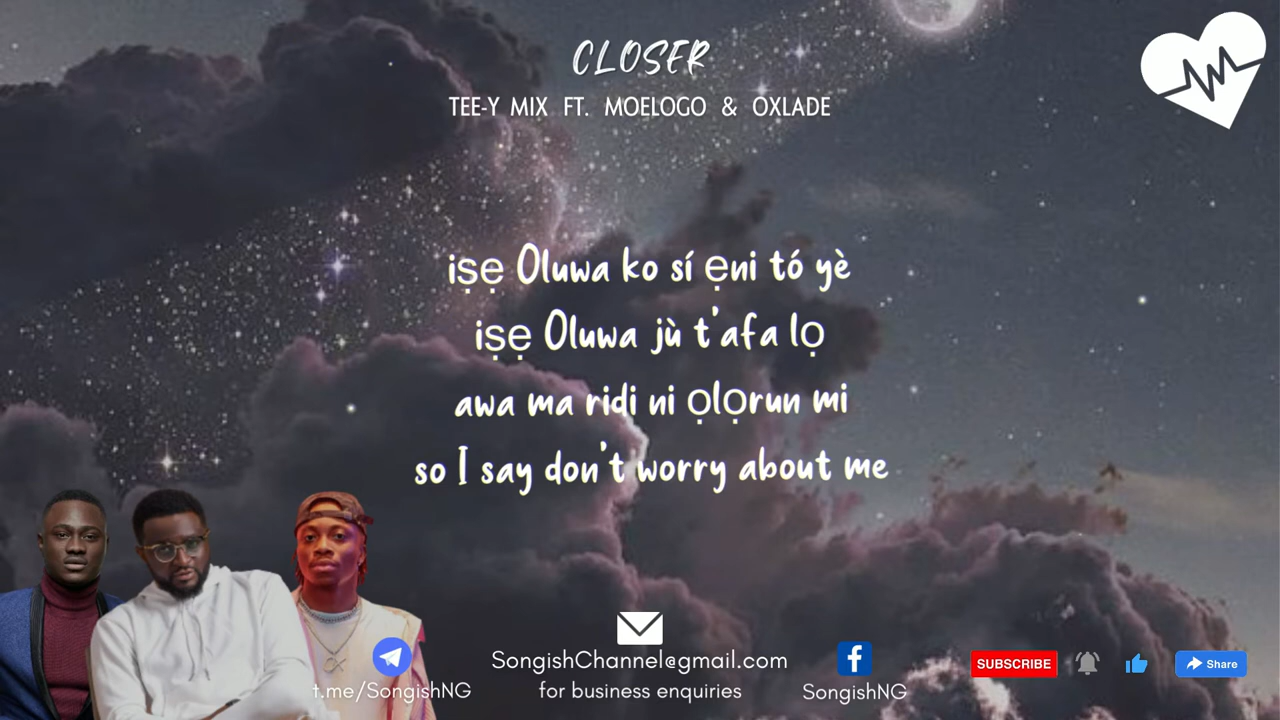 CLOSER
TEE-Y MIX FT. MOELOGO & OXLADE
iṣẹ Oluwa ko sí ẹni tó yè
iṣẹ Oluwa jù t'afa lọ
awa ma ridi ni ọlọrun mi
so I say don't worry about me
SongishChannel@gmail.com
for business enquiries
t.me/SongishNG
SongishNG
SUBSCRIBE
Share